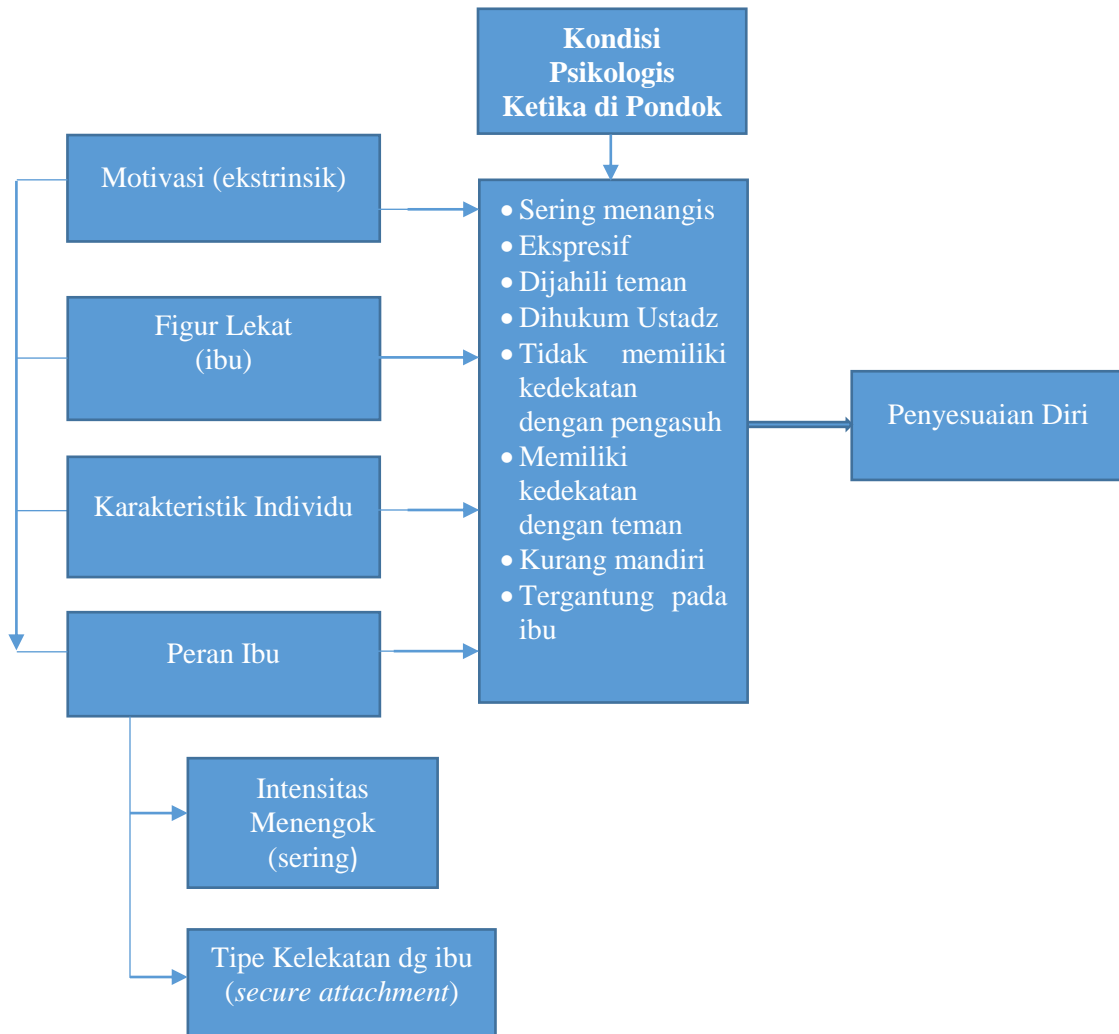 Kondisi
Psikologis
Ketika di Pondok
Motivasi (ekstrinsik)
Figur Lekat
(ibu)
Karakteristik Individu
Peran Ibu
• Sering menangis
• Ekspresif
• Dijahili teman
• Dihukum Ustadz
• Tidak memiliki
kedekatan
dengan pengasuh
• Memiliki
kedekatan
dengan teman
• Kurang mandiri
• Tergantung pada
ibu
Penyesuaian Diri
Intensitas
Menengok
(sering)
Tipe Kelekatan dg ibu
(secure attachment)